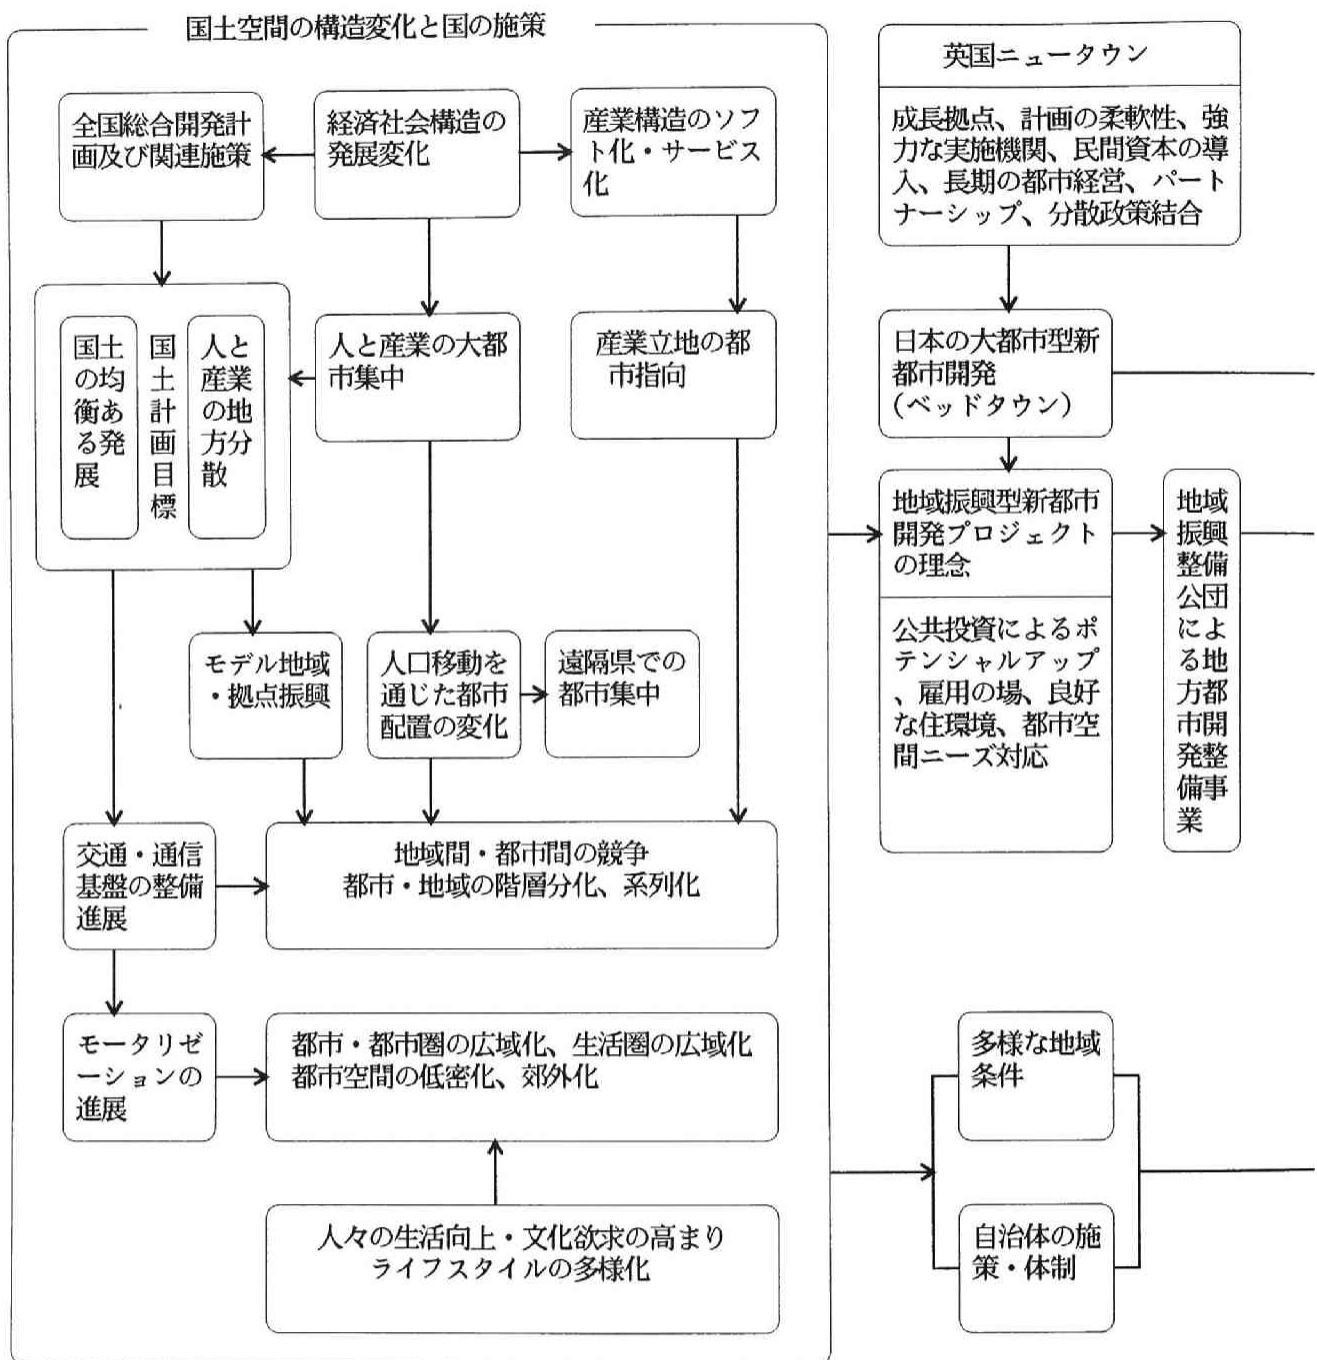 国土空間の構造変化と国の施策
全国総合開発計
画及び関連施策
経済社会構造の
発展変化
産業構造のソフ
ト化・サービス
化
国土
の均
衡あ
る発
展
国土計画目標
人と
産業
の地
方分
散
人と産業の大都
市集中
産業立地の都
市指向
モデル地域
・拠点振興
人口移動を
通じた都市
配置の変化
遠隔県での
都市集中
交通・通信
基盤の整備
進展
地域間・都市間の競争
都市・地域の階層分化、系列化
モータリゼ
ーションの
進展
都市・都市圏の広域化、生活圏の広域化
都市空間の低密化、郊外化
人々の生活向上・文化欲求の高まり
ライフスタイルの多様化
英国ニュータウン
成長拠点、計画の柔軟性、強
力な実施機関、民間資本の導
入、長期の都市経営、パート
ナーシップ、分散政策結合
日本の大都市型新
都市開発
（ベッドタウン）
地域振興型新都市
開発プロジェクト
の理念
公共投資によるポ
テンシャルアップ
、雇用の場、良好
な住環境、都市空
間ニーズ対応
地域
振興
整備
公団
によ
る地
方都
市開
発整
備事
業
多様な地域
条件
自治体の施
策・体制